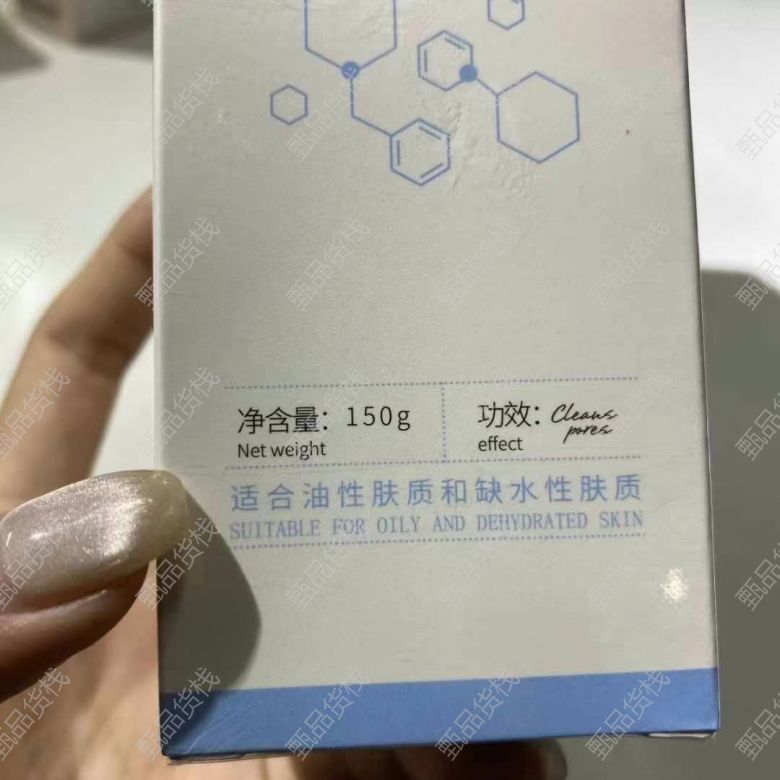 净含量：150g
Net weight
功效：Cleans pores
effect
适合油性肤质和缺水性肤质
SUITABLE FOR OILY AND DEHYDRATED SKIN
甄品货栈